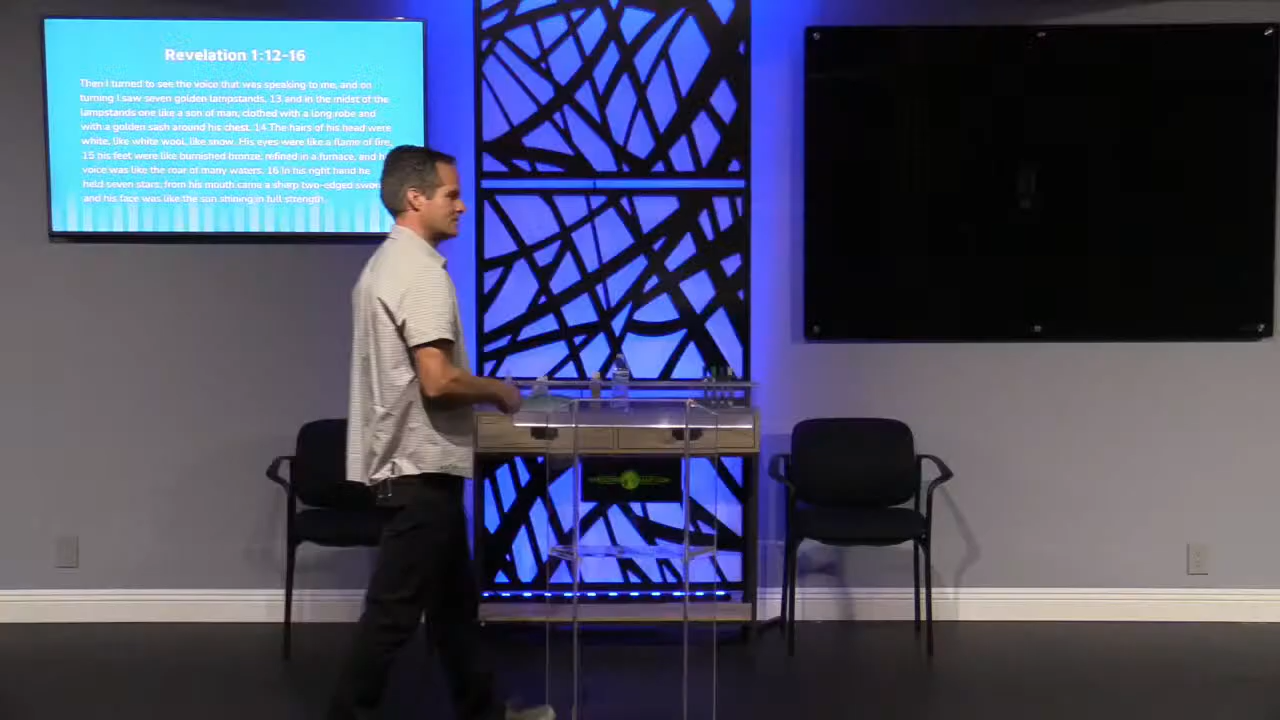 Revelation 1:12-16
Then I turned to see the voice that was speaking to me, and on
turning I saw seven golden lampstands, 13 and in the midst of the
lampstands one like a son of man, clothed with a long robe and
with a golden sash around his chest. 14 The hairs of his head were
white, like white wool, like snow. His eyes were like a flame of fire,
15 his feet were like burnished bronze, refined in a furnace, and h
voice was like the roar of many waters. 16 In his right hand he
held seven stars, from his mouth came a sharp two-edged swor
and his face was like the sun shining in full strength.